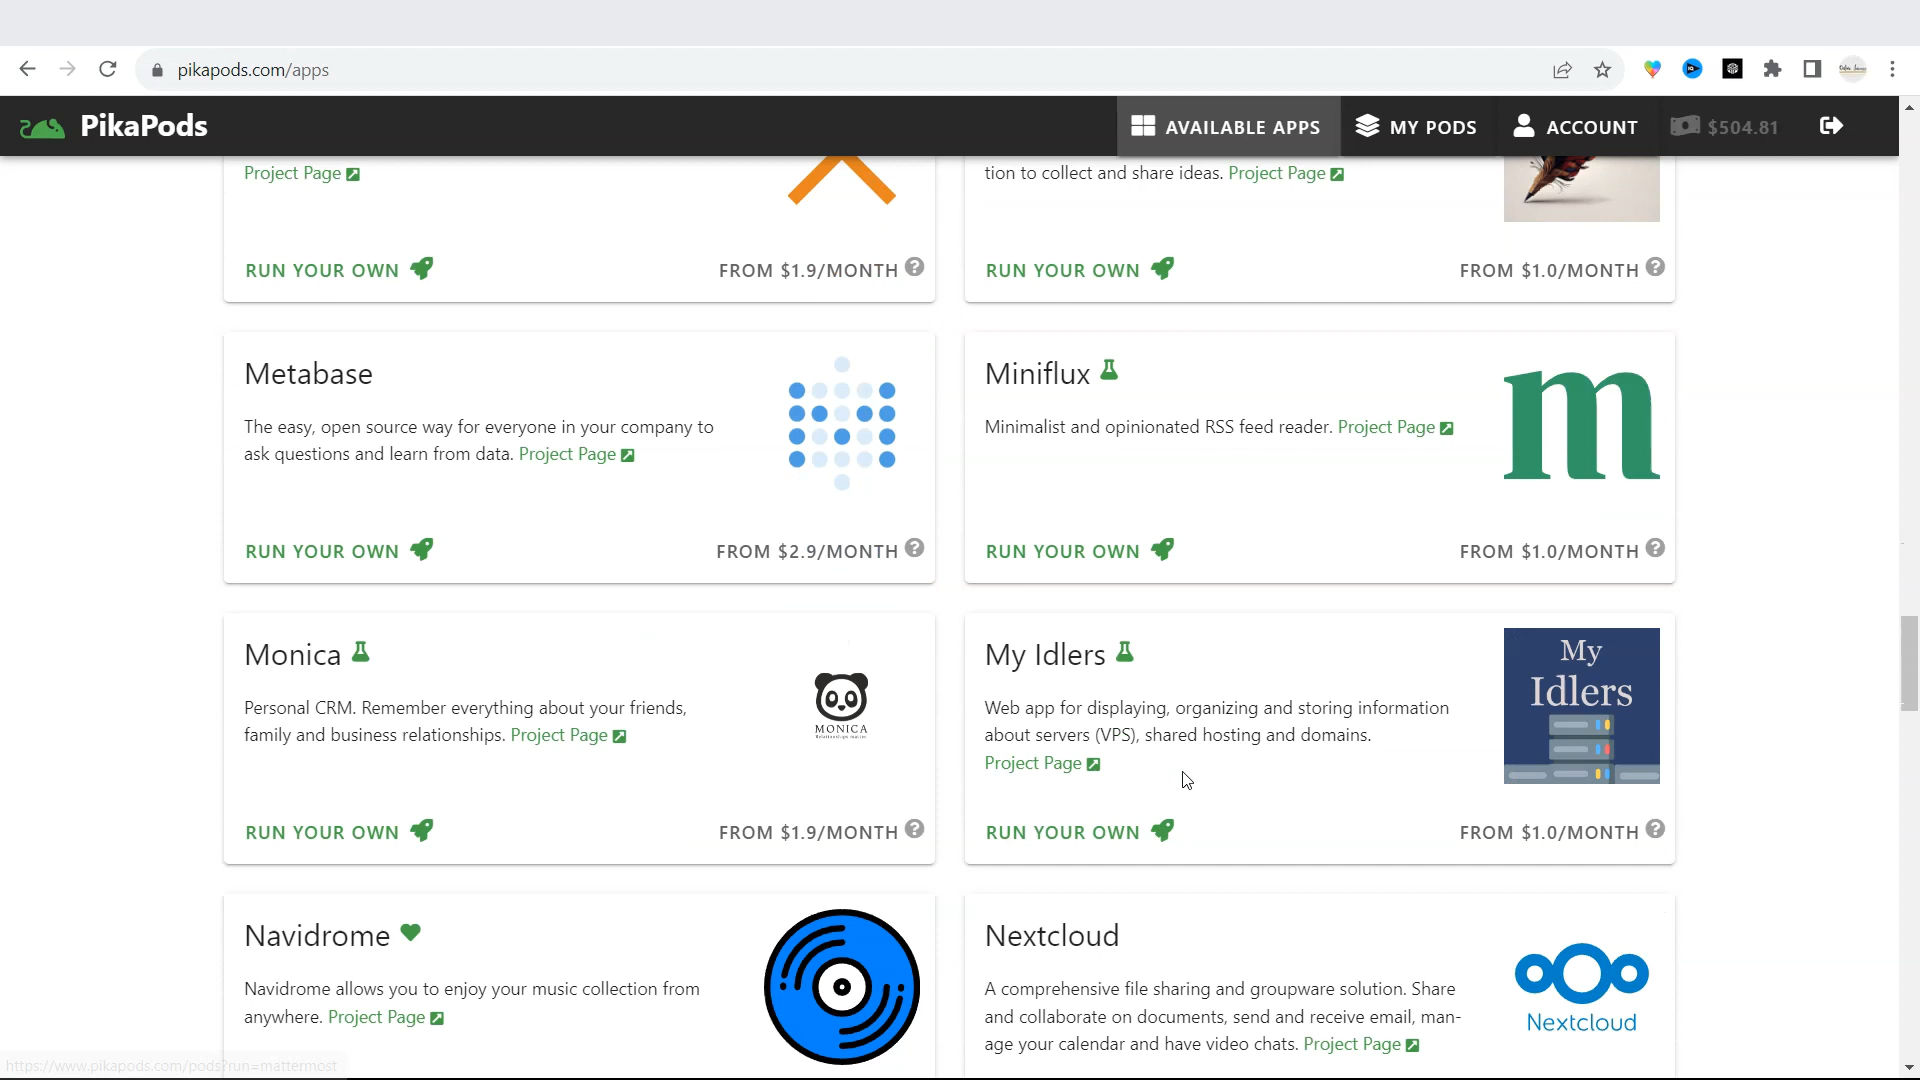 pikapods.com/apps
PikaPods
AVAILABLE APPS
MY PODS
ACCOUNT
$504.81
Project Page
RUN YOUR OWN
FROM $1.9/MONTH
tion to collect and share ideas. Project Page
RUN YOUR OWN
FROM $1.0/MONTH
Metabase
The easy, open source way for everyone in your company to
ask questions and learn from data. Project Page
RUN YOUR OWN
FROM $2.9/MONTH
Miniflux
Minimalist and opinionated RSS feed reader. Project Page
m
RUN YOUR OWN
FROM $1.0/MONTH
Monica
Personal CRM. Remember everything about your friends,
family and business relationships. Project Page
MONICA
RUN YOUR OWN
FROM $1.9/MONTH
My Idlers
Web app for displaying, organizing and storing information
about servers (VPS), shared hosting and domains.
Project Page
My
Idlers
RUN YOUR OWN
FROM $1.0/MONTH
Navidrome
Navidrome allows you to enjoy your music collection from
anywhere. Project Page
Nextcloud
A comprehensive file sharing and groupware solution. Share
and collaborate on documents, send and receive email, man-
age your calendar and have video chats. Project Page
Nextcloud
https://www.pikapods.com/pods?run=mattermost